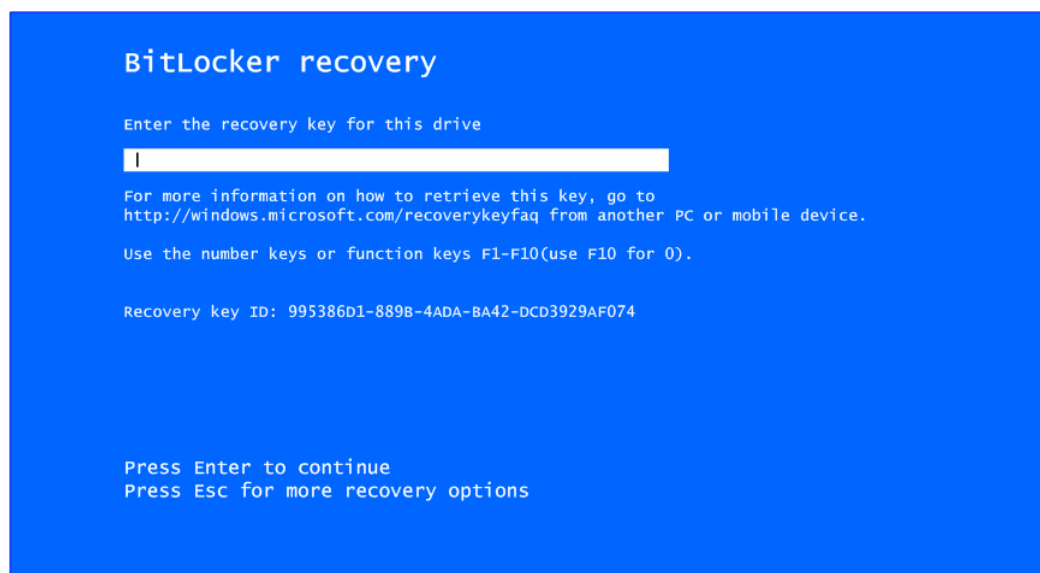 BitLocker recovery
Enter the recovery key for this drive
For more information on how to retrieve this key, go to
http://windows.microsoft.com/recoverykeyfaq from another PC or mobile device.
Use the number keys or function keys F1-F10(use F10 for 0).
Recovery key ID: 995386D1-889B-4ADA-BA42-DCD3929AF074
Press Enter to continue
Press Esc for more recovery options